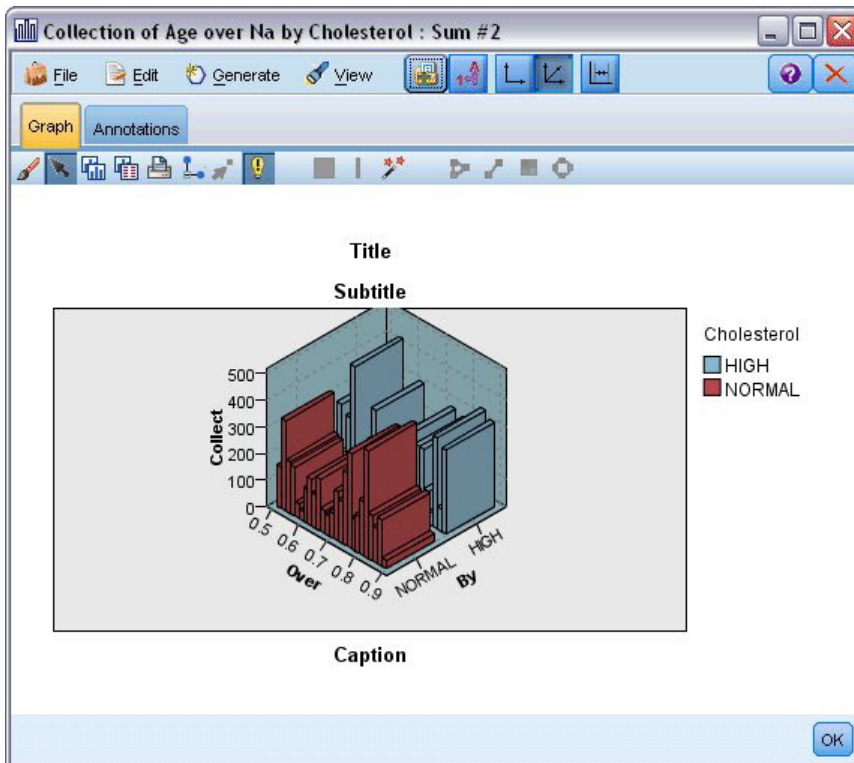 Collection of Age over Na by Cholesterol : Sum #2
File Edit Generate View
Graph Annotations
Title
Subtitle
Cholesterol
HIGH
NORMAL
500
400
300
200
100
0
Collect
0.5 0.6 0.7 0.8 0.9
Over
NORMAL HIGH
By
Caption
OK